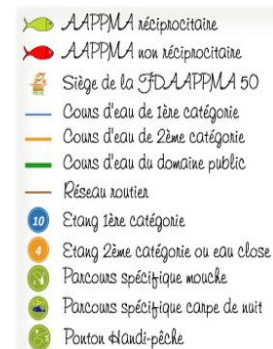 AAPPMA réciprocitaire
AAPPMA non réciprocitaire
Siège de la FDAAPPMA 50
Cours d'eau de 1ère catégorie
Cours d'eau de 2ème catégorie
Cours d'eau du domaine public
Réseau routier
10 Etang 1ère catégorie
4 Etang 2ème catégorie ou eau close
Parcours spécifique mouche
Parcours spécifique carpe de nuit
Ponton Handi-pêche